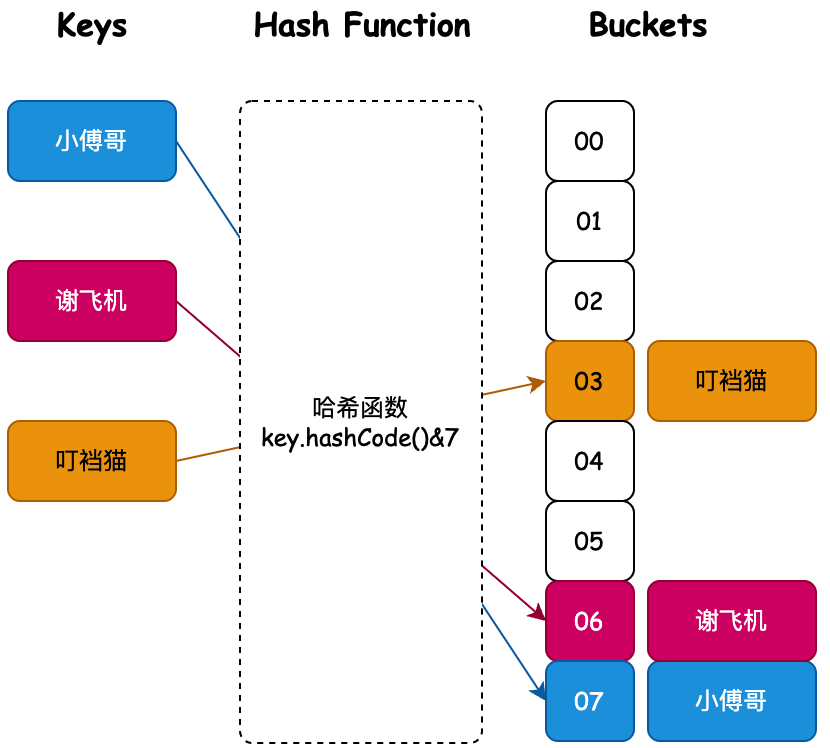 Keys
Hash Function
Buckets
小傅哥
谢飞机
叮裆猫
哈希函数
key.hashCode()&7
00
01
02
03
叮裆猫
04
05
06
谢飞机
07
小傅哥